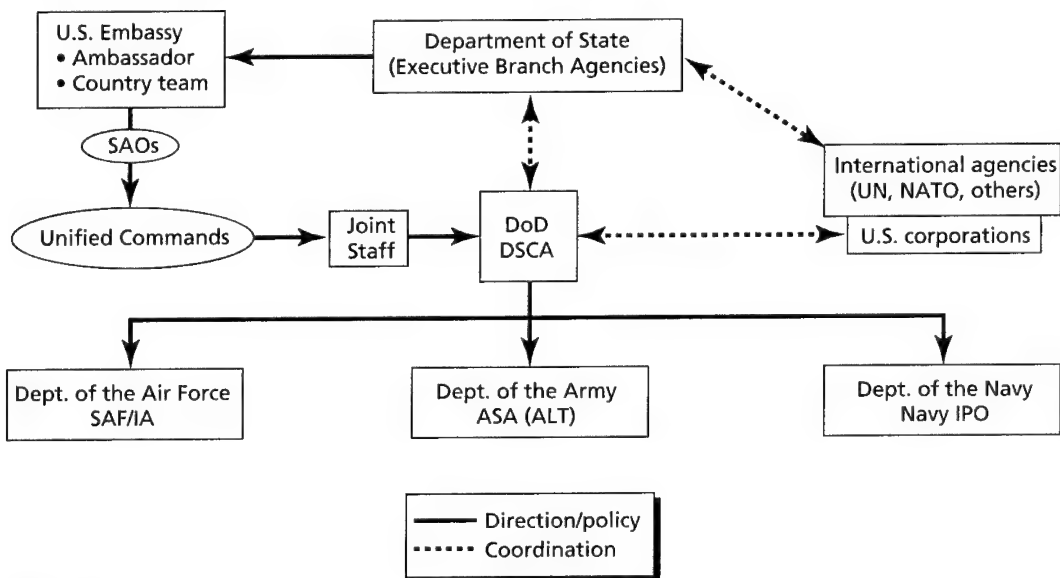 U.S. Embassy
• Ambassador
• Country team
Department of State
(Executive Branch Agencies)
SAOs
International agencies
(UN, NATO, others)
U.S. corporations
Unified Commands
Joint
Staff
DoD
DSCA
Dept. of the Air Force
SAF/IA
Dept. of the Army
ASA (ALT)
Dept. of the Navy
Navy IPO
Direction/policy
Coordination